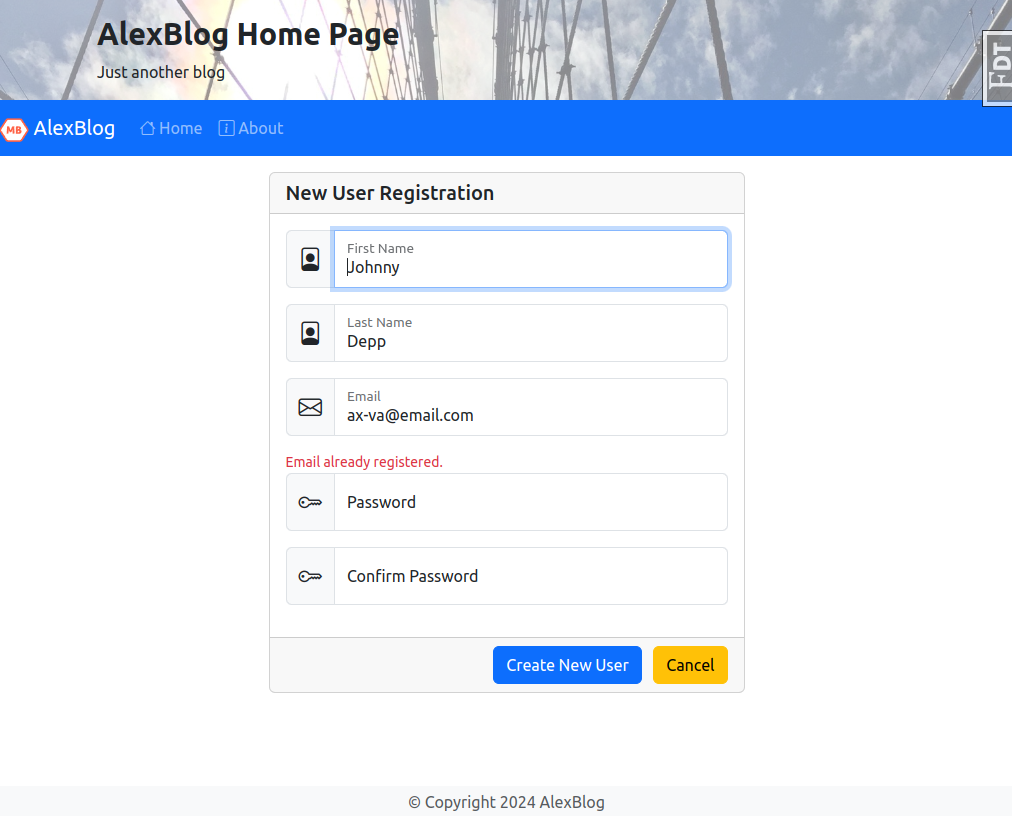 AlexBlog Home Page
Just another blog
FDT
MB AlexBlog Home About
New User Registration
First Name
Johnny
Last Name
Depp
Email
ax-va@email.com
Email already registered.
Password
Confirm Password
Create New User Cancel
© Copyright 2024 AlexBlog